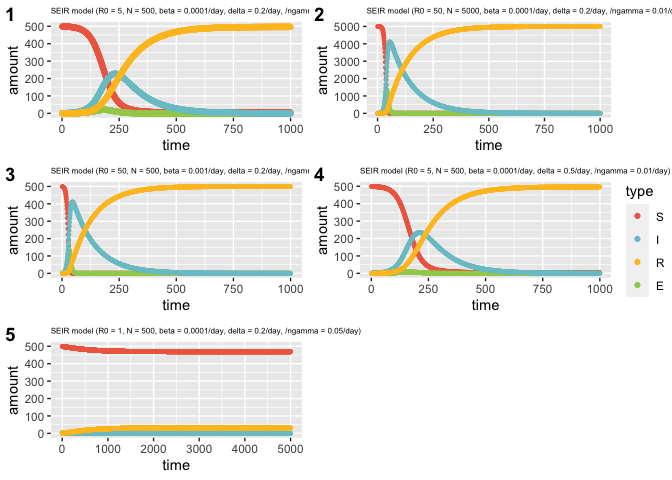 1
SEIR model (R0 = 5, N = 500, beta = 0.0001/day, delta = 0.2/day, /ngamm
amount
500
400
300
200
100
0
0 250 500 750 1000
time
2
SEIR model (R0 = 50, N = 5000, beta = 0.0001/day, delta = 0.2/day, /ngamma = 0.01/d
amount
5000
4000
3000
2000
1000
0
0 250 500 750 1000
time
3
SEIR model (R0 = 50, N = 500, beta = 0.0001/day, delta = 0.2/day, /ngamm
amount
500
400
300
200
100
0
0 250 500 750 1000
time
4
SEIR model (R0 = 5, N = 500, beta = 0.0001/day, delta = 0.5/day, /ngamma = 0.01/day)
amount
500
400
300
200
100
0
0 250 500 750 1000
time
type
S
I
R
E
5
SEIR model (R0 = 1, N = 500, beta = 0.0001/day, delta = 0.2/day, /ngamma = 0.05/day)
amount
500
400
300
200
100
0
0 1000 2000 3000 4000 5000
time